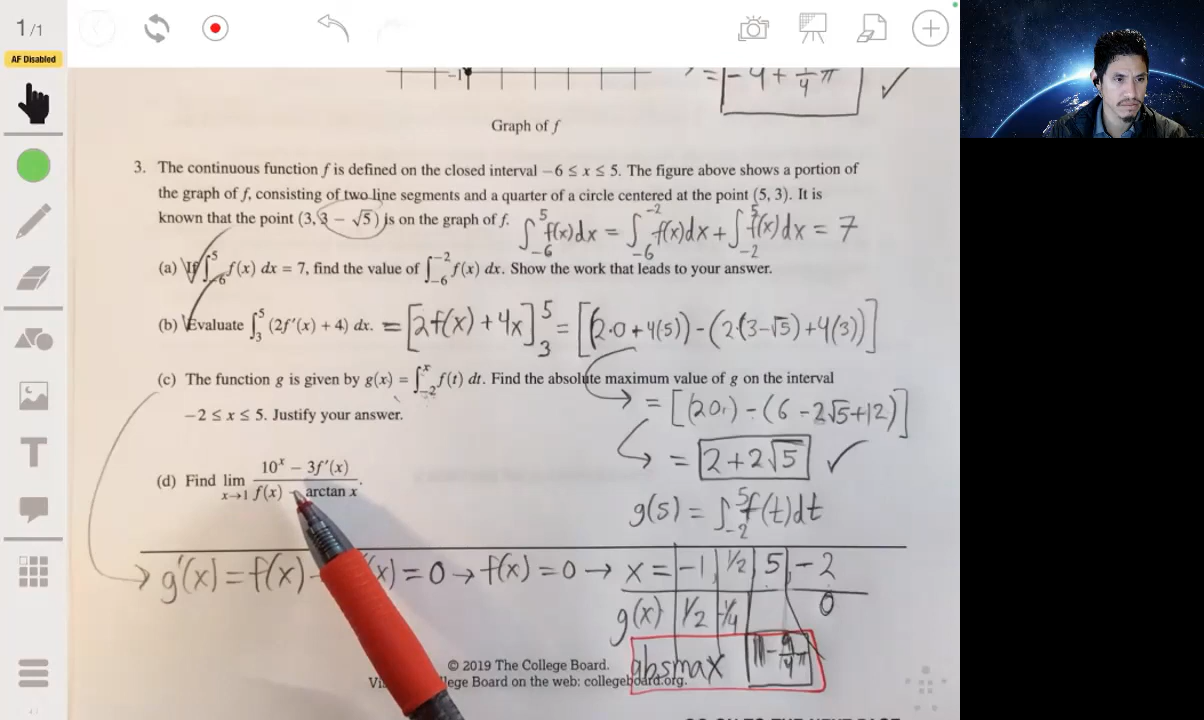 1/1
AF Disabled
-1
= -4 + 1/4 π ✓
Graph of f
3. The continuous function f is defined on the closed interval −6 ≤ x ≤ 5. The figure above shows a portion of
the graph of f, consisting of two line segments and a quarter of a circle centered at the point (5, 3). It is
known that the point (3, 3 − √5) is on the graph of f.
∫_{-6}^{5} f(x)dx = ∫_{-6}^{-2} f(x)dx + ∫_{-2}^{5} f(x)dx = 7
(a) If ∫_{-6}^{5} f(x) dx = 7, find the value of ∫_{-6}^{-2} f(x) dx. Show the work that leads to your answer.
(b) Evaluate ∫_{3}^{5} (2f′(x) + 4) dx. = [2f(x) + 4x]_{3}^{5} = [(2·0 + 4(5)) − (2·(3−√5) + 4(3))]
(c) The function g is given by g(x) = ∫_{-2}^{x} f(t) dt. Find the absolute maximum value of g on the interval
−2 ≤ x ≤ 5. Justify your answer.
→ = [(20) − (6 − 2√5 + 12)]
→ = 2 + 2√5 ✓
(d) Find lim_{x→1} (10^x − 3f′(x)) / (f(x) − arctan x).
g(5) = ∫_{-2}^{5} f(t)dt
→ g′(x) = f(x) (x) = 0 → f(x) = 0 → x = -1, 1/2, 5, -2
g(x) 1/2 -1/4 0
abs max
© 2019 The College Board.
ege Board on the web: collegeboard.org.